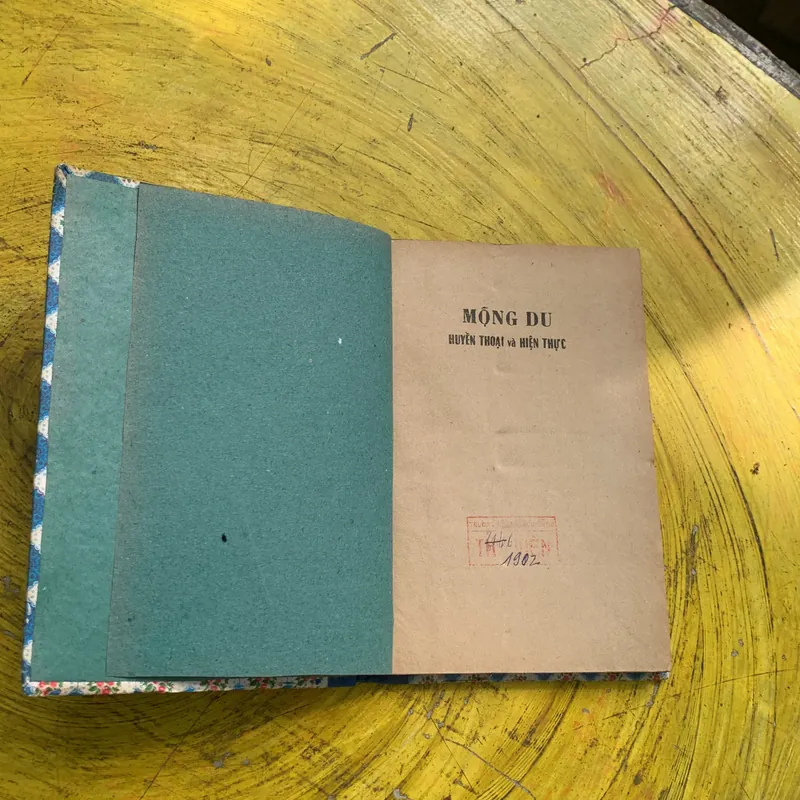 MỘNG DU
HUYỀN THOẠI và HIỆN THỰC
1902